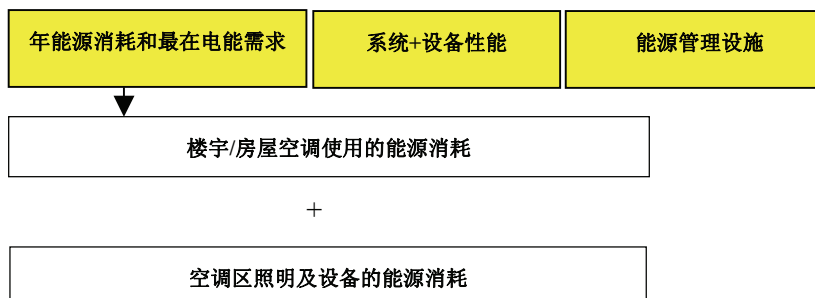 年能源消耗和最在电能需求
系统+设备性能
能源管理设施
楼宇/房屋空调使用的能源消耗
+
空调区照明及设备的能源消耗